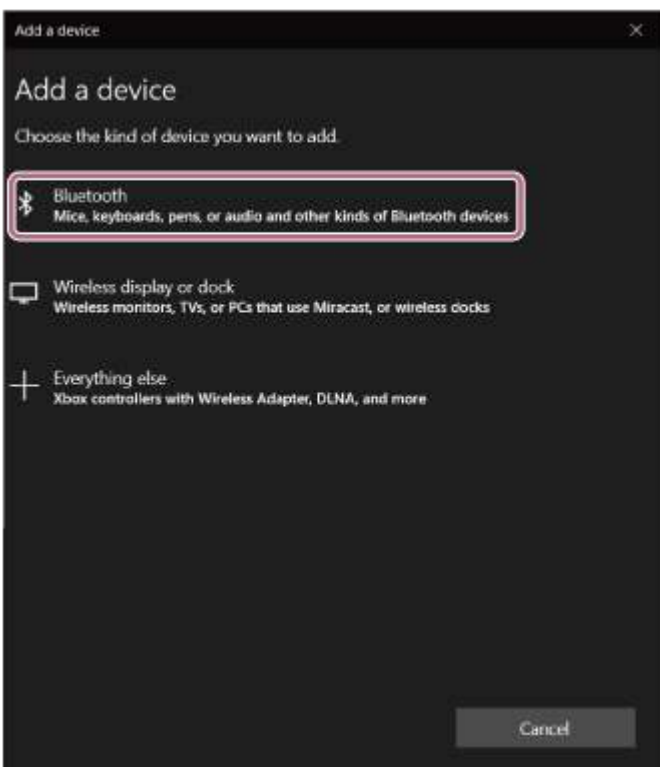 Add a device
Add a device
Choose the kind of device you want to add.
Bluetooth
Mice, keyboards, pens, or audio and other kinds of Bluetooth devices
Wireless display or dock
Wireless monitors, TVs, or PCs that use Miracast, or wireless docks
Everything else
Xbox controllers with Wireless Adapter, DLNA, and more
Cancel